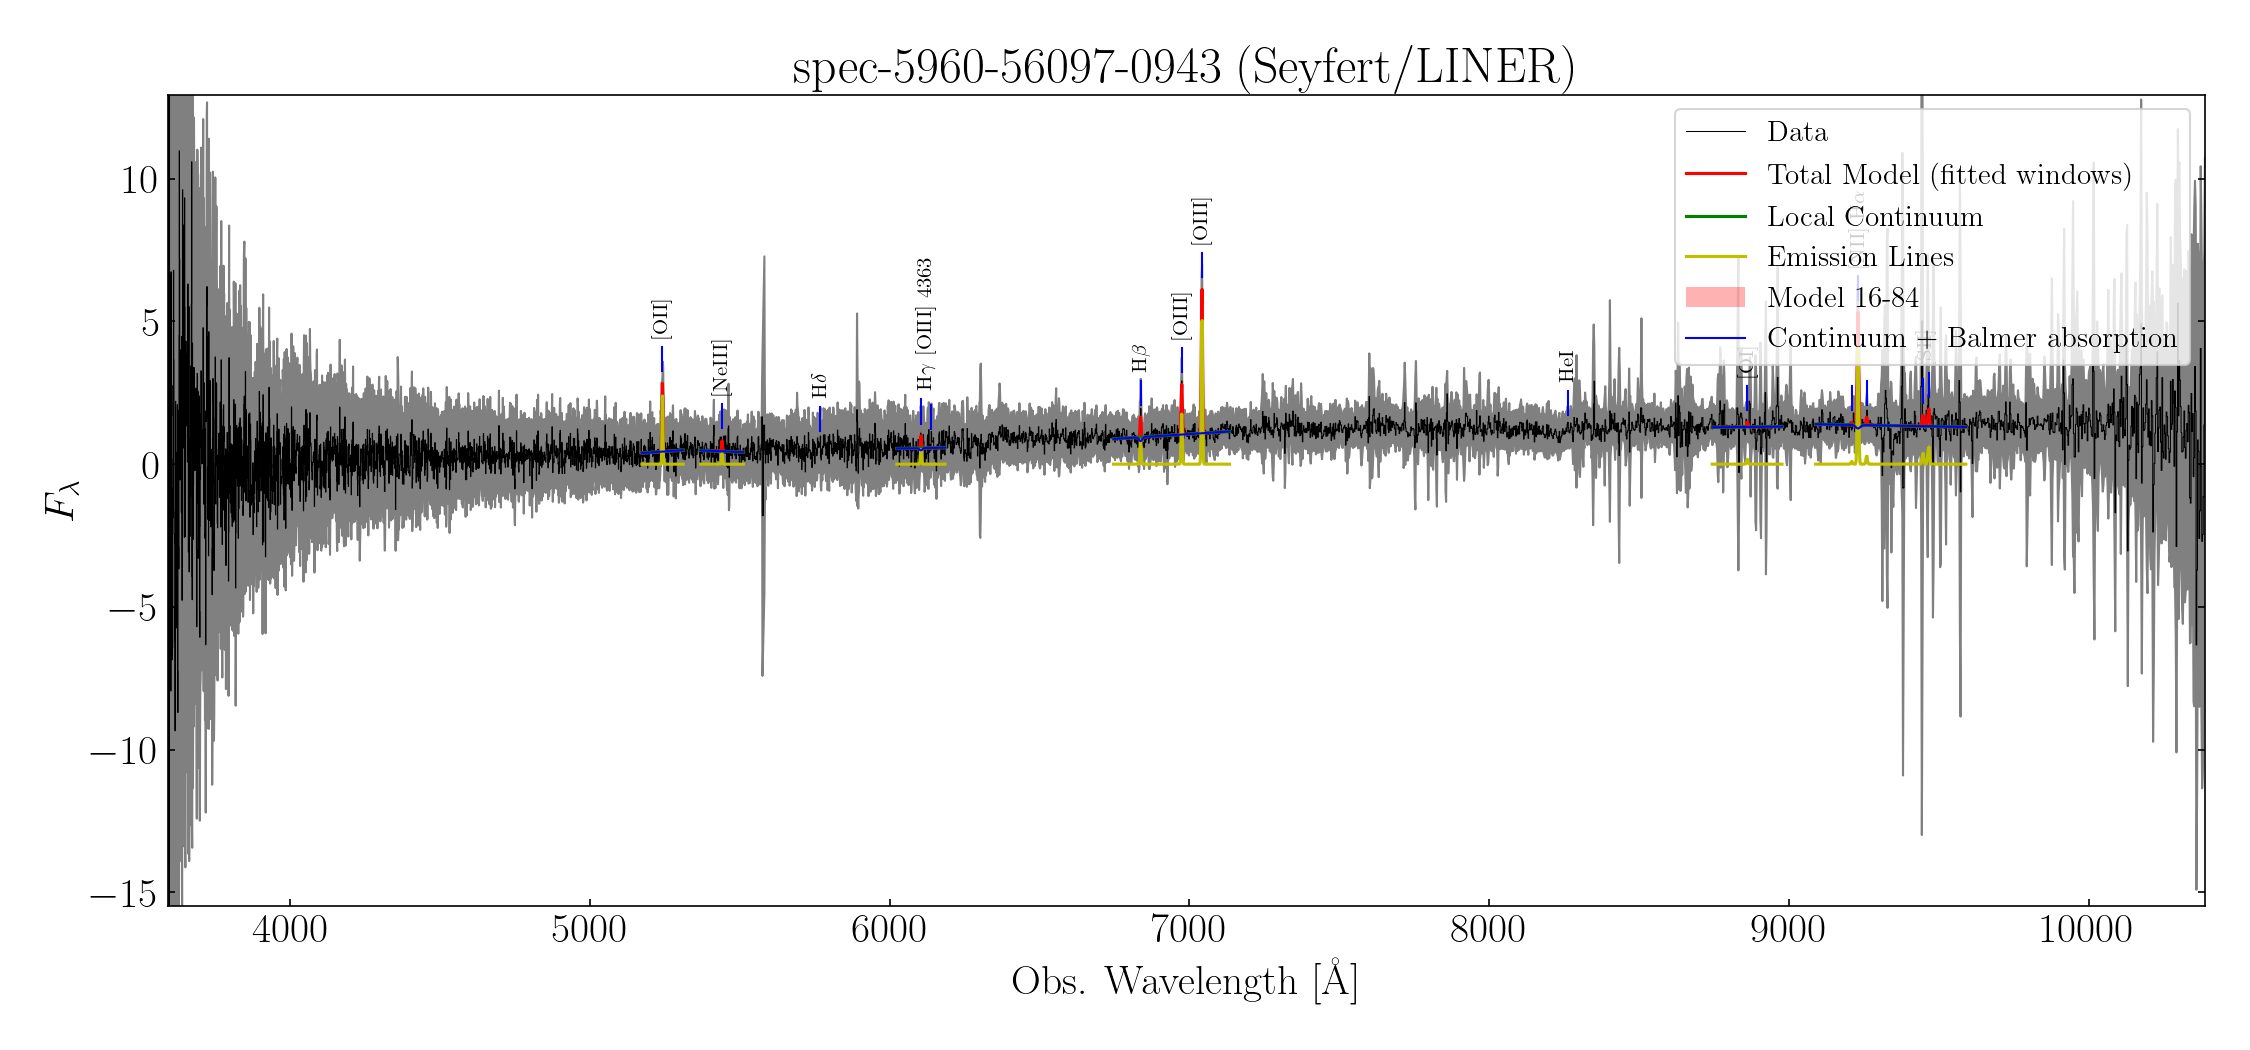 spec-5960-56097-0943 (Seyfert/LINER)
Data
Total Model (fitted windows)
Local Continuum
Emission Lines
Model 16-84
Continuum + Balmer absorption
[OII]
[NeIII]
Hδ
Hγ [OIII] 4363
Hβ
[OIII]
[OIII]
HeI
[OI]
10
5
0
−5
−10
−15
F_λ
4000 5000 6000 7000 8000 9000 10000
Obs. Wavelength [Å]